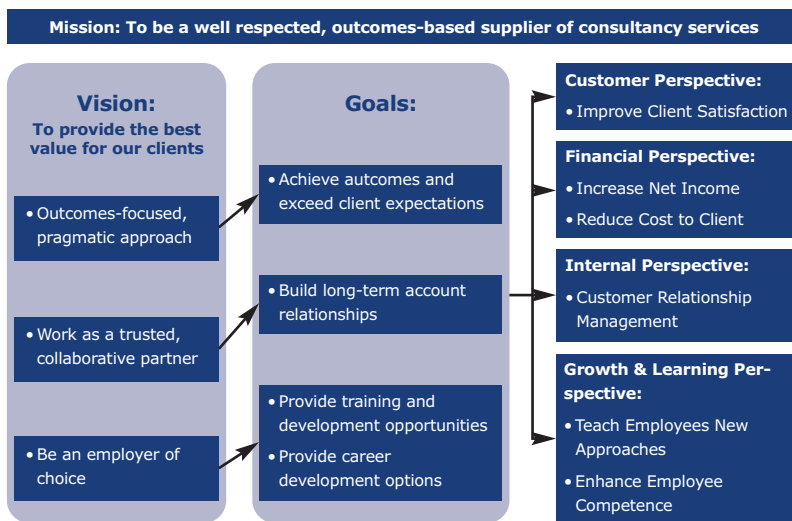 Mission: To be a well respected, outcomes-based supplier of consultancy services
Vision:
To provide the best
value for our clients
• Outcomes-focused,
pragmatic approach
• Work as a trusted,
collaborative partner
• Be an employer of
choice
Goals:
• Achieve autcomes and
exceed client expectations
• Build long-term account
relationships
• Provide training and
development opportunities
• Provide career
development options
Customer Perspective:
• Improve Client Satisfaction
Financial Perspective:
• Increase Net Income
• Reduce Cost to Client
Internal Perspective:
• Customer Relationship
Management
Growth & Learning Per-
spective:
• Teach Employees New
Approaches
• Enhance Employee
Competence